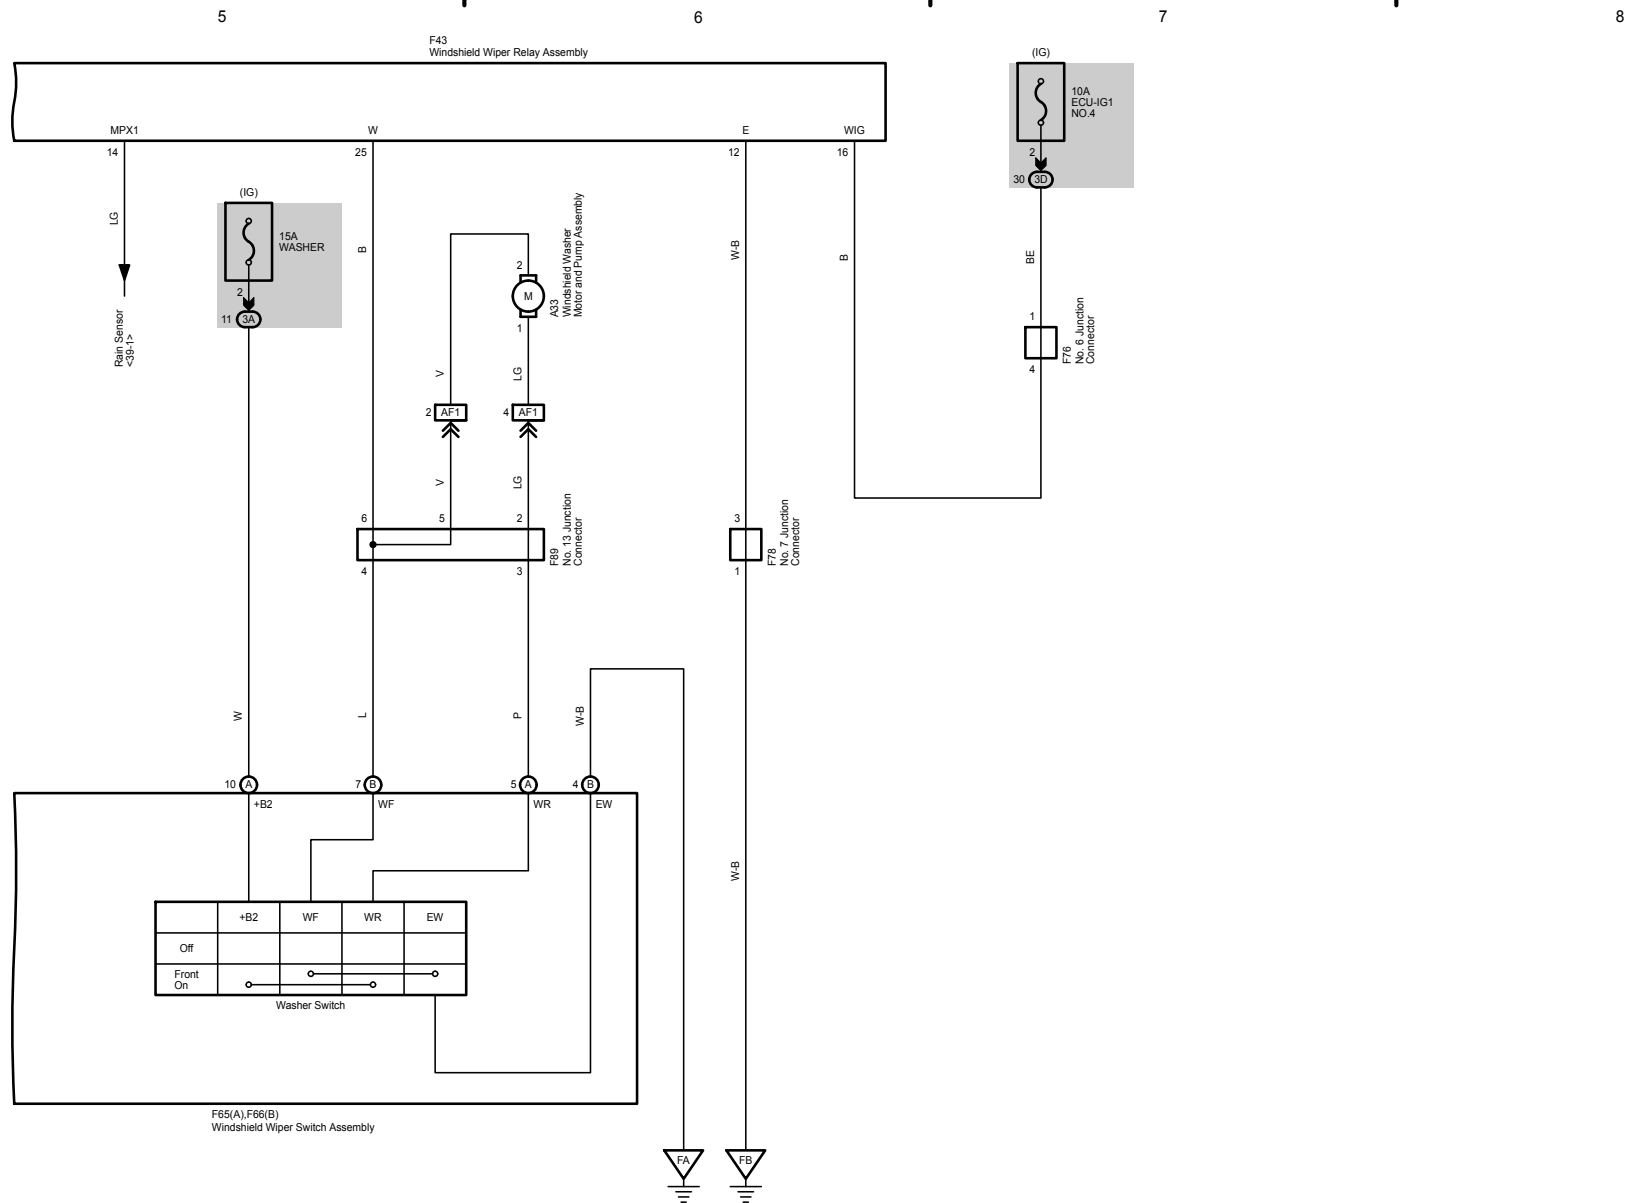 5 6 7 8
F43
Windshield Wiper Relay Assembly
MPX1 W E WIG
14 25 12 16
(IG)
10A
ECU-IG1
NO.4
2
30 3D
LG
Rain Sensor
<39-1>
(IG)
15A
WASHER
2
11 3A
B
W-B
B
BE
2
M
1
A33
Windshield Washer
Motor and Pump Assembly
1
4
F76
No. 6 Junction
Connector
V LG
2 AF1 4 AF1
V LG
6 5 2
4 3
F89
No. 13 Junction
Connector
3
1
F78
No. 7 Junction
Connector
W L P W-B
10 A 7 B 5 A 4 B
+B2 WF WR EW
W-B
+B2 WF WR EW
Off
Front
On
Washer Switch
F65(A),F66(B)
Windshield Wiper Switch Assembly
FA FB